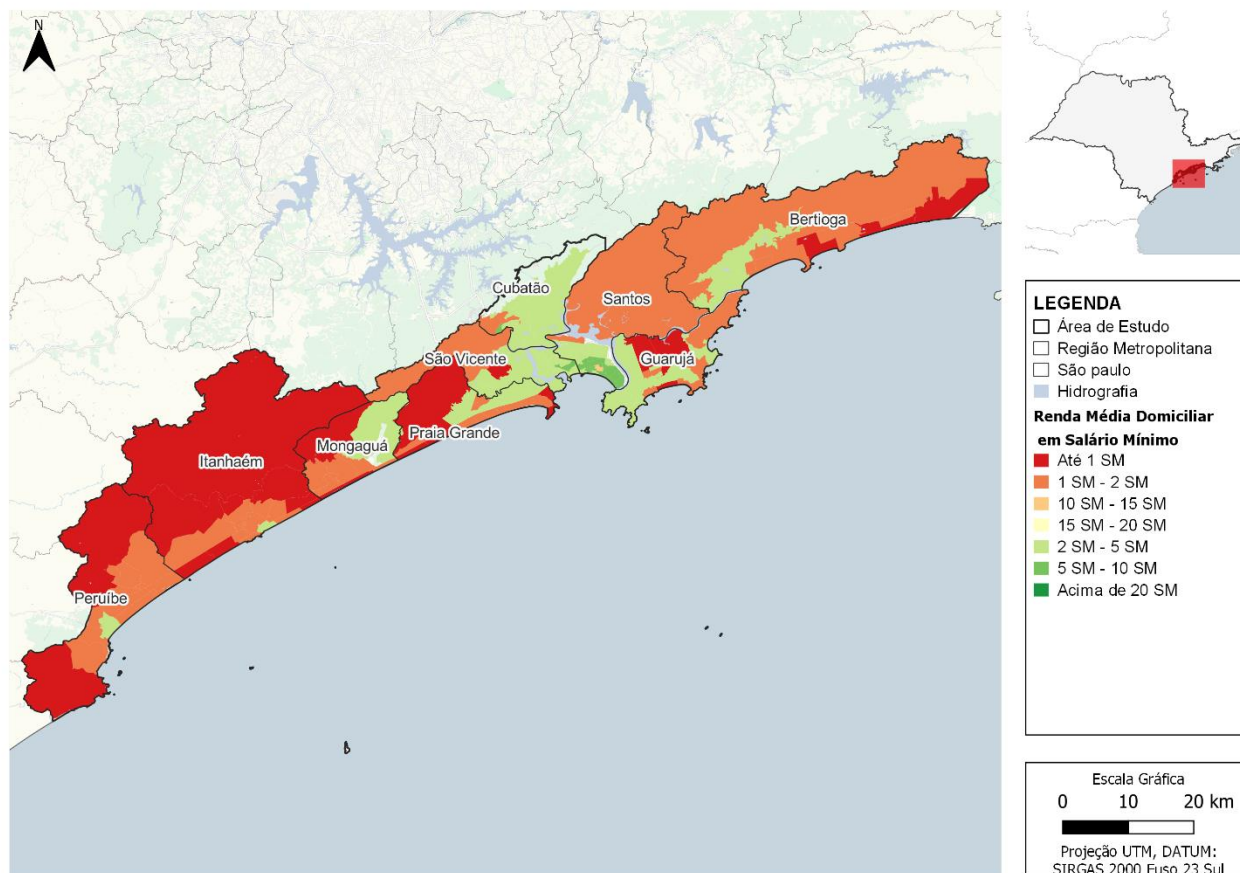 N
Bertioga
Cubatão
Santos
São Vicente
Guarujá
Praia Grande
Mongaguá
Itanhaém
Peruíbe
LEGENDA
Área de Estudo
Região Metropolitana
São paulo
Hidrografia
Renda Média Domiciliar
em Salário Mínimo
Até 1 SM
1 SM - 2 SM
10 SM - 15 SM
15 SM - 20 SM
2 SM - 5 SM
5 SM - 10 SM
Acima de 20 SM
Escala Gráfica
0 10 20 km
Projeção UTM, DATUM:
SIRGAS 2000 Fuso 23 Sul